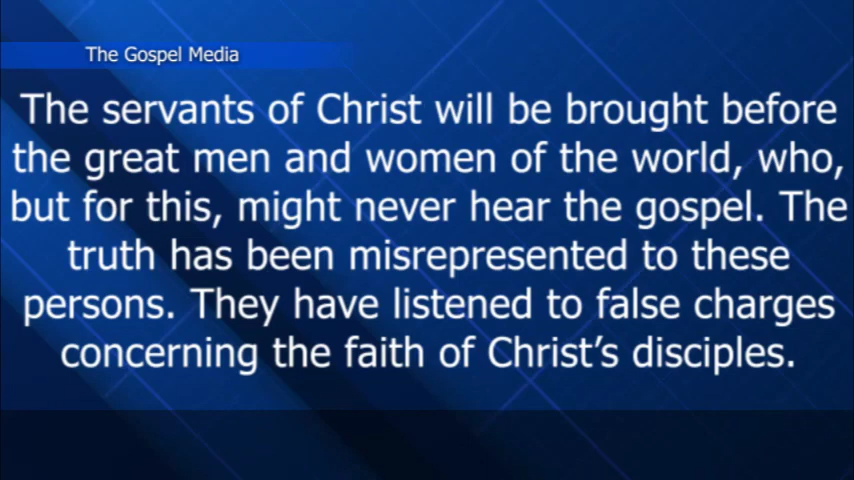 The Gospel Media
The servants of Christ will be brought before
the great men and women of the world, who,
but for this, might never hear the gospel. The
truth has been misrepresented to these
persons. They have listened to false charges
concerning the faith of Christ’s disciples.